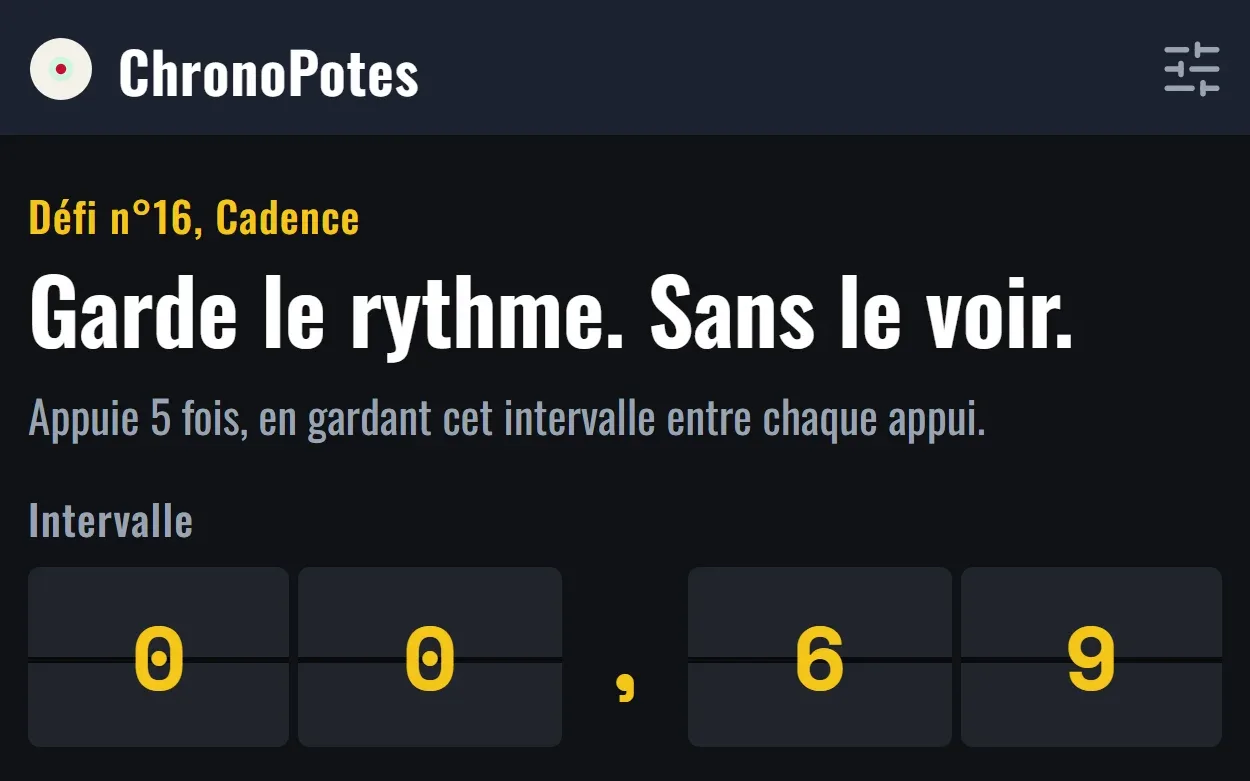 ChronoPotes
Défi n°16, Cadence
Garde le rythme. Sans le voir.
Appuie 5 fois, en gardant cet intervalle entre chaque appui.
Intervalle
00,69